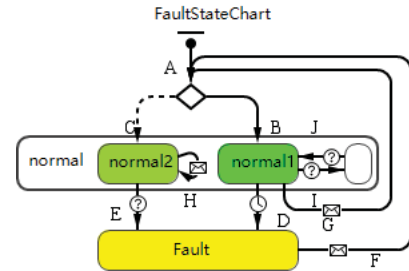 FaultStateChart
A
C
B
J
normal
normal2
normal1
?
?
H
I
E
?
D
G
Fault
F